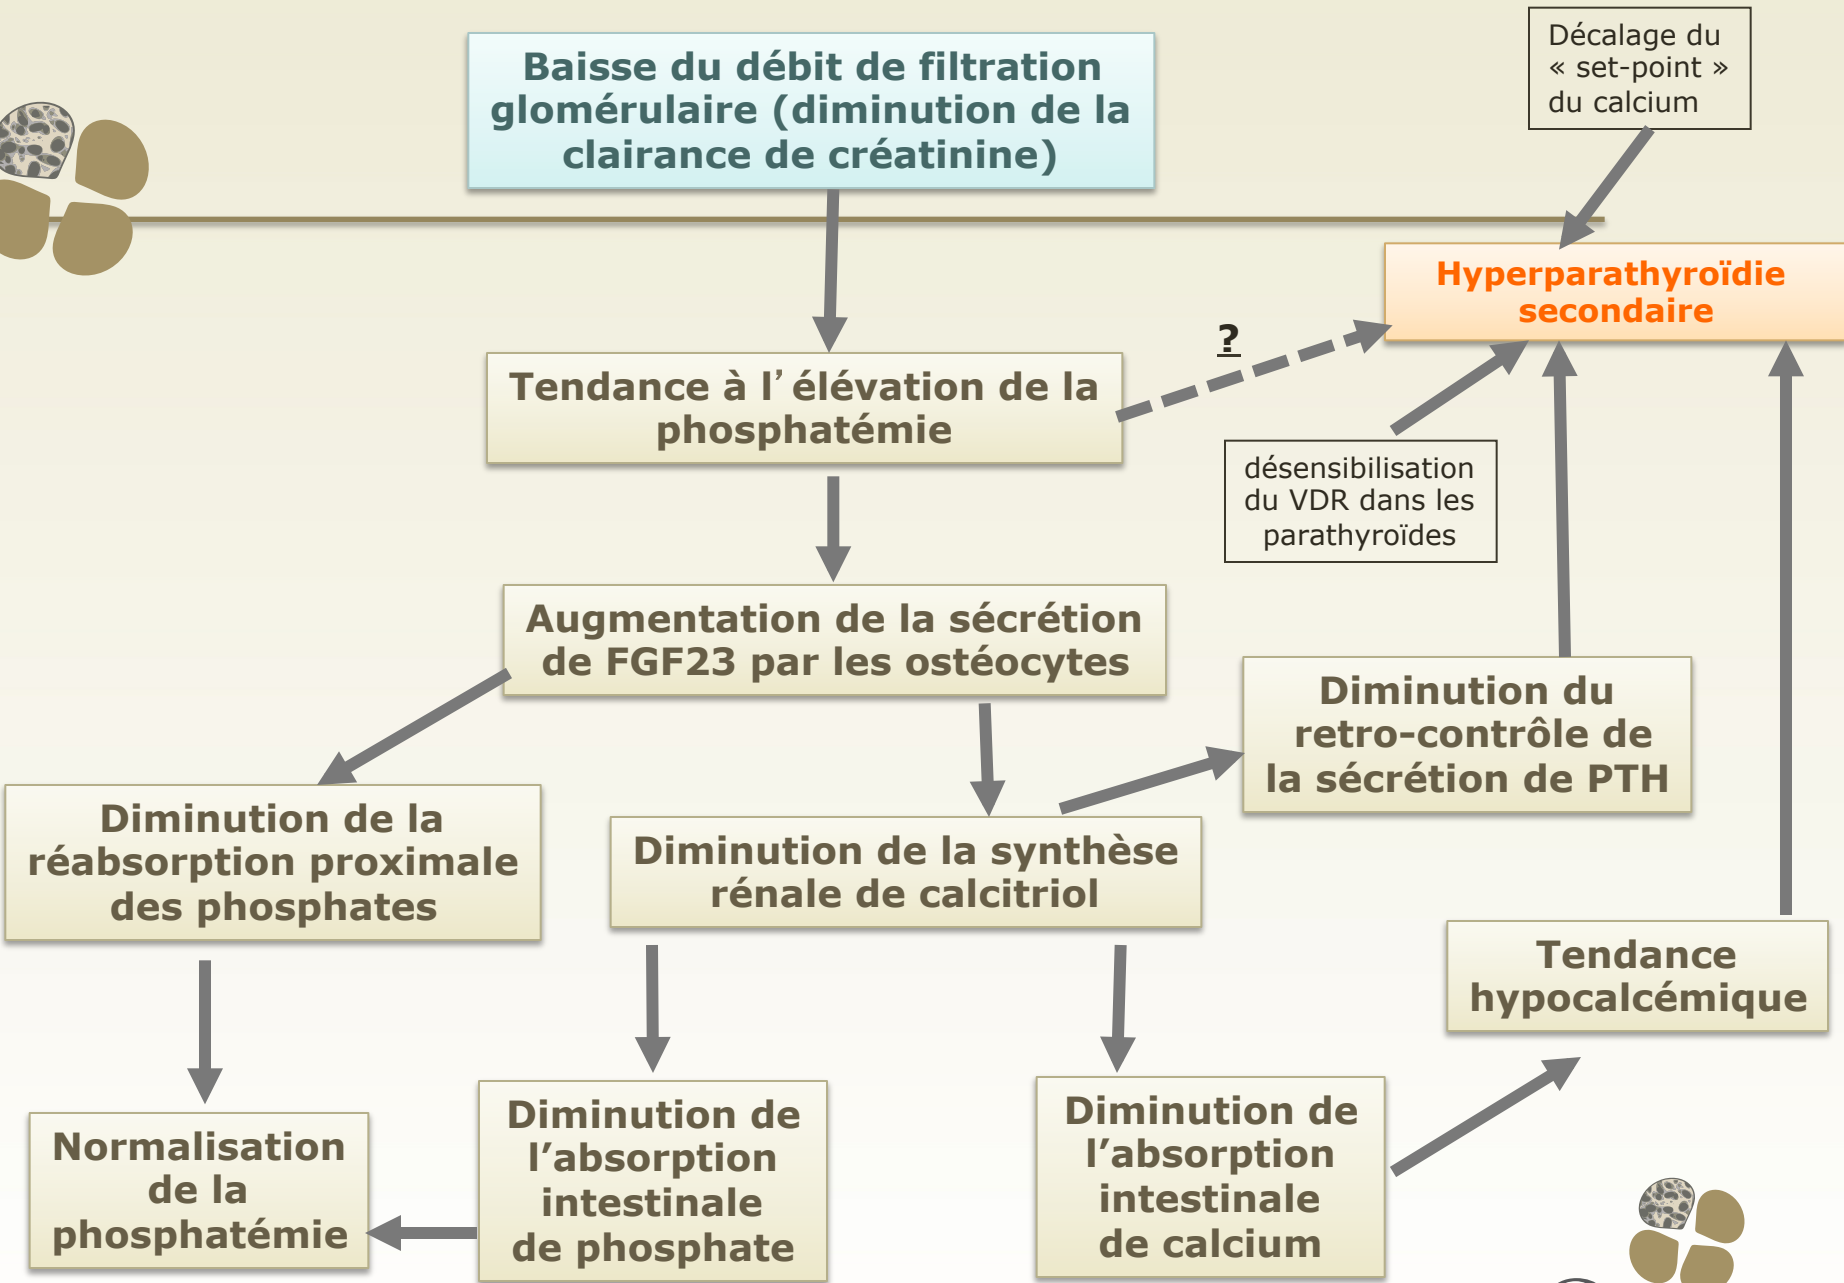 Baisse du débit de filtration
glomérulaire (diminution de la
clairance de créatinine)
Décalage du
« set-point »
du calcium
Hyperparathyroïdie
secondaire
?
Tendance à l’élévation de la
phosphatémie
désensibilisation
du VDR dans les
parathyroïdes
Augmentation de la sécrétion
de FGF23 par les ostéocytes
Diminution du
retro-contrôle de
la sécrétion de PTH
Diminution de la
réabsorption proximale
des phosphates
Diminution de la synthèse
rénale de calcitriol
Tendance
hypocalcémique
Normalisation
de la
phosphatémie
Diminution de
l’absorption
intestinale
de phosphate
Diminution de
l’absorption
intestinale
de calcium